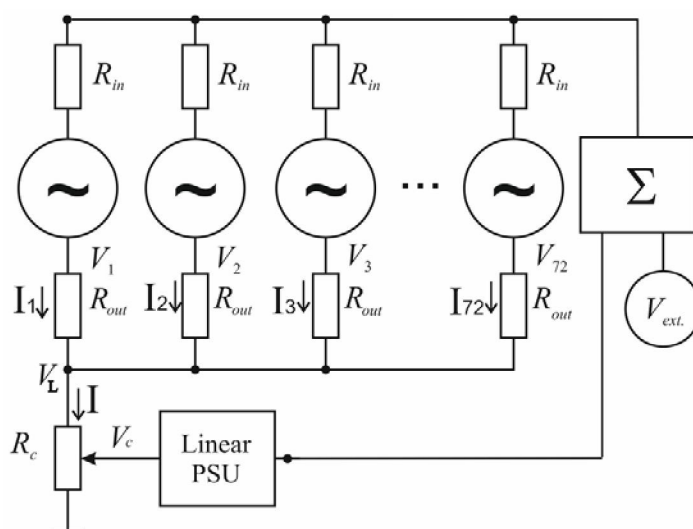 R_in R_in R_in R_in
~ ~ ~ ... ~ Σ
V_1 V_2 V_3 V_72
I_1 R_out I_2 R_out I_3 R_out I_72 R_out V_ext.
V_L I
R_c V_c Linear
PSU